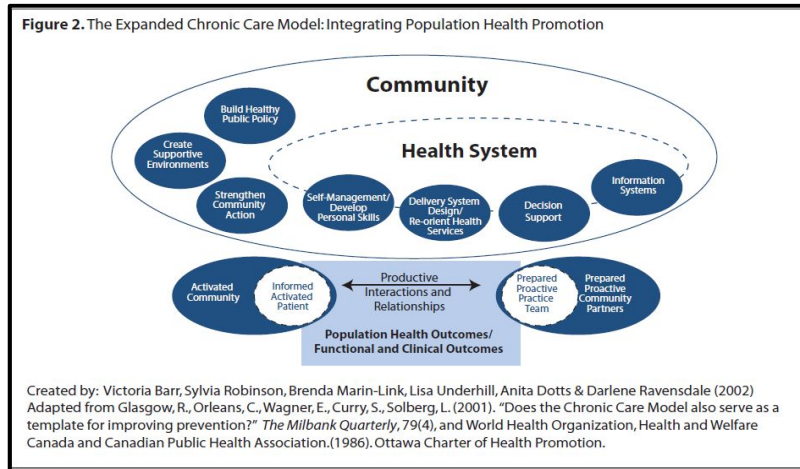 Figure 2. The Expanded Chronic Care Model: Integrating Population Health Promotion
Community
Build Healthy
Public Policy
Create
Supportive
Environments
Strengthen
Community
Action
Health System
Self-Management/
Develop
Personal Skills
Delivery System
Design/
Re-orient Health
Services
Decision
Support
Information
Systems
Activated
Community
Informed
Activated
Patient
Productive
Interactions and
Relationships
Prepared
Proactive
Practice
Team
Prepared
Proactive
Community
Partners
Population Health Outcomes/
Functional and Clinical Outcomes
Created by: Victoria Barr, Sylvia Robinson, Brenda Marin-Link, Lisa Underhill, Anita Dotts & Darlene Ravensdale (2002)
Adapted from Glasgow, R., Orleans, C., Wagner, E., Curry, S., Solberg, L. (2001). “Does the Chronic Care Model also serve as a
template for improving prevention?” The Milbank Quarterly, 79(4), and World Health Organization, Health and Welfare
Canada and Canadian Public Health Association.(1986). Ottawa Charter of Health Promotion.